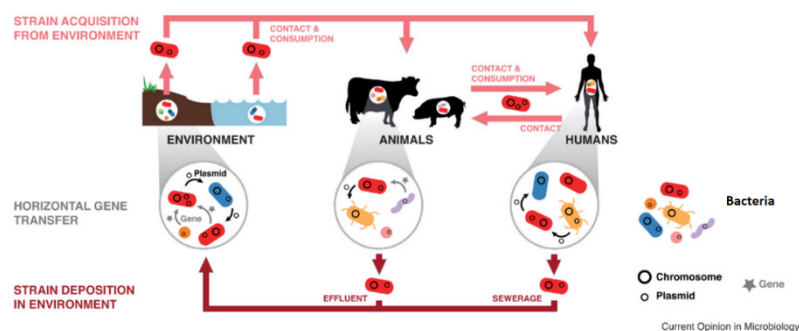 STRAIN ACQUISITION
FROM ENVIRONMENT
CONTACT &
CONSUMPTION
CONTACT &
CONSUMPTION
CONTACT
ENVIRONMENT
ANIMALS
HUMANS
Plasmid
Gene
HORIZONTAL GENE
TRANSFER
Bacteria
Chromosome
Plasmid
Gene
STRAIN DEPOSITION
IN ENVIRONMENT
EFFLUENT
SEWERAGE
Current Opinion in Microbiology